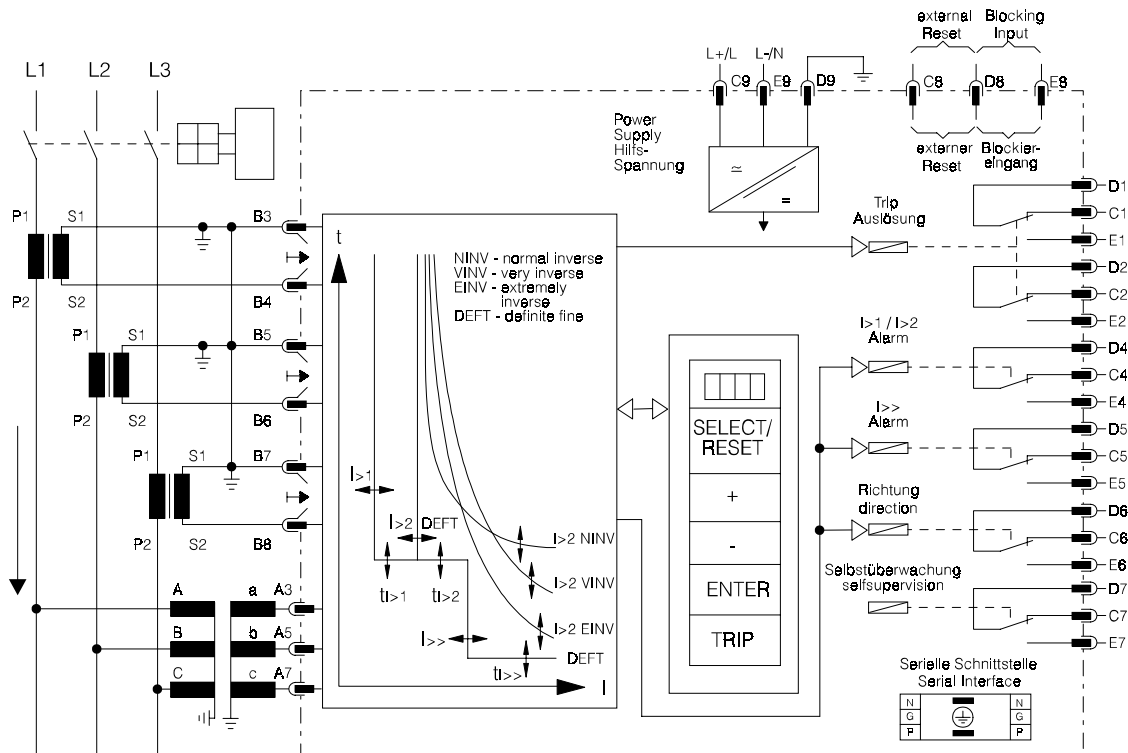 external Reset
Blocking Input
L+/L
L-/N
C9
E9
D9
C8
D8
E8
externer Reset
Blockier- eingang
Power
Supply
Hilfs-
Spannung
≃
=
L1
L2
L3
P1
S1
P2
S2
B3
B4
P1
S1
P2
S2
B5
B6
P1
S1
P2
S2
B7
B8
A
a
A3
B
b
A5
C
c
A7
t
NINV - normal inverse
VINV - very inverse
EINV - extremely
inverse
DEFT - definite fine
I>1
I>2
DEFT
tI>1
tI>2
I>>
tI>>
I>2 NINV
I>2 VINV
I>2 EINV
DEFT
I
SELECT/
RESET
+
-
ENTER
TRIP
Trip
Auslösung
I>1 / I>2
Alarm
I>>
Alarm
Richtung
direction
Selbstüberwachung
selfsupervision
D1
C1
E1
D2
C2
E2
D4
C4
E4
D5
C5
E5
D6
C6
E6
D7
C7
E7
Serielle Schnittstelle
Serial Interface
N
G
P
N
G
P